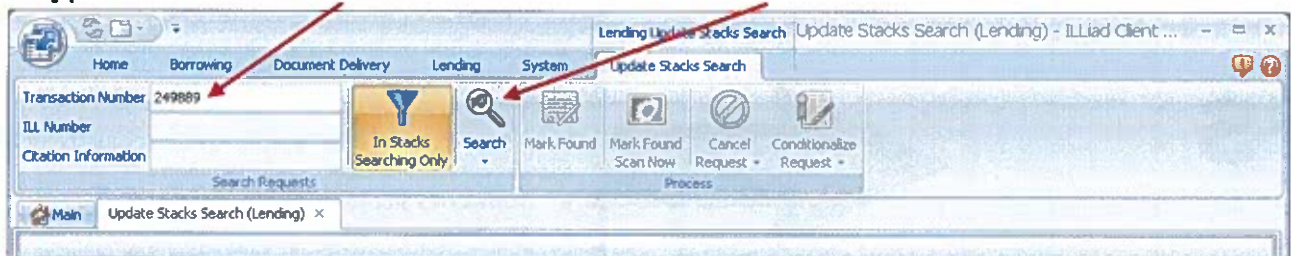 Lending Update Stacks Search Update Stacks Search (Lending) - ILLiad Client ...
Home Borrowing Document Delivery Lending System Update Stacks Search
Transaction Number 249889
ILL Number
Citation Information
In Stacks
Searching Only
Search
Mark Found
Mark Found
Scan Now
Cancel
Request
Conditionalize
Request
Search Requests
Process
Main Update Stacks Search (Lending) ×